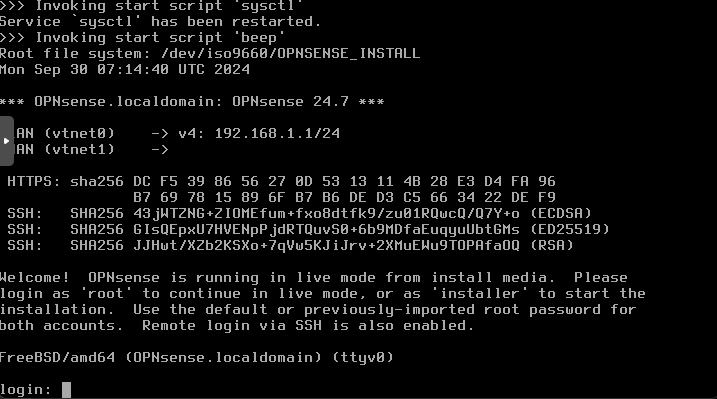 >>> Invoking start script 'sysctl'
Service `sysctl' has been restarted.
>>> Invoking start script 'beep'
Root file system: /dev/iso9660/OPNSENSE_INSTALL
Mon Sep 30 07:14:40 UTC 2024
*** OPNsense.localdomain: OPNsense 24.7 ***
AN (vtnet0) -> v4: 192.168.1.1/24
AN (vtnet1) ->
HTTPS: sha256 DC F5 39 86 56 27 0D 53 13 11 4B 28 E3 D4 FA 96
B7 69 78 15 89 6F B7 B6 DE D3 C5 66 34 22 DE F9
SSH: SHA256 43jWTZNG+ZIOMEfum+fxo8dtfk9/zu01RQwcQ/Q7Y+o (ECDSA)
SSH: SHA256 GIsQEpxU7HVENpPjdRTQuvS0+6b9MDfaEuqyuUbtGMs (ED25519)
SSH: SHA256 JJHwt/XZb2KSXo+7qVw5KJiJrv+2XMuEWu9TOPAfaOQ (RSA)
Welcome! OPNsense is running in live mode from install media. Please
login as 'root' to continue in live mode, or as 'installer' to start the
installation. Use the default or previously-imported root password for
both accounts. Remote login via SSH is also enabled.
FreeBSD/amd64 (OPNsense.localdomain) (ttyv0)
login: